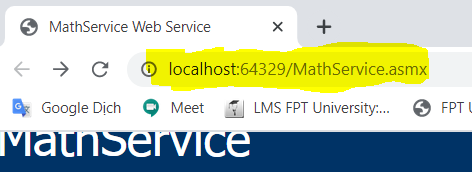 MathService Web Service
localhost:64329/MathService.asmx
Google Dịch Meet LMS FPT University:... FPT U
MathService